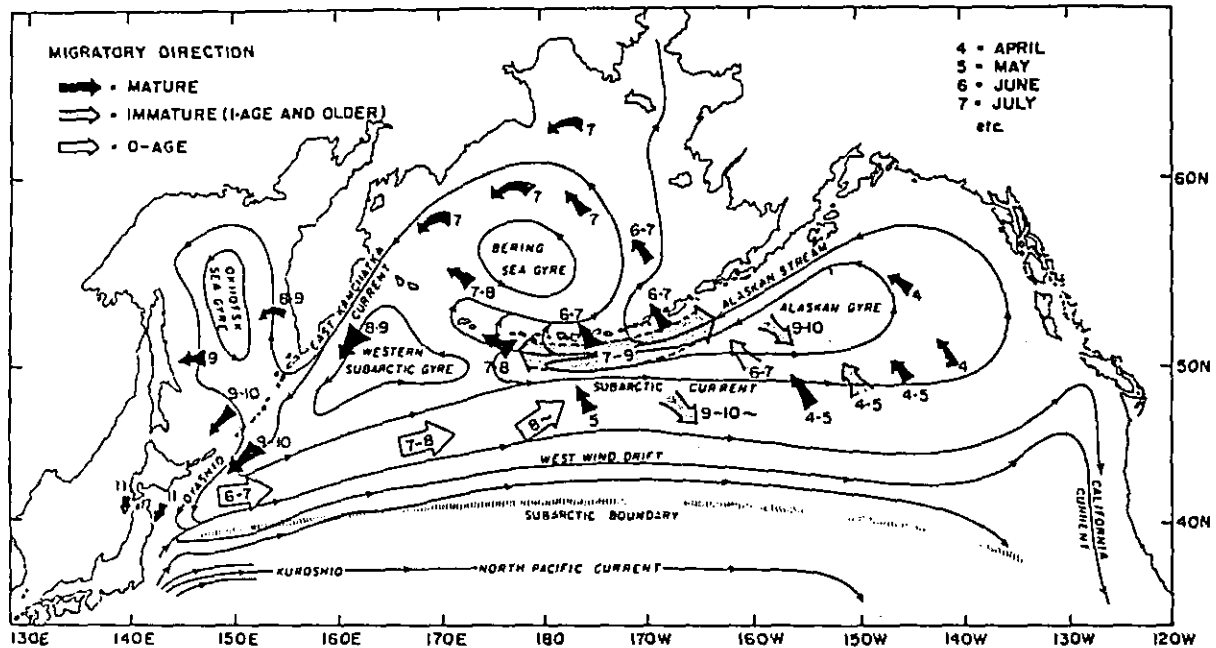 MIGRATORY DIRECTION
• MATURE
• IMMATURE (1-AGE AND OLDER)
• 0-AGE
4 • APRIL
5 • MAY
6 • JUNE
7 • JULY
etc.
60N
50N
40N
7
7
7
7
6-7
BERING
SEA GYRE
OKHOTSK
SEA GYRE
EAST KAMCHATKA
CURRENT
7-8
8-9
6-7
6-7
ALASKAN STREAM
ALASKAN GYRE
4
9-10
9
WESTERN
SUBARCTIC GYRE
8-9
7-8
7-9
6-7
4
SUBARCTIC CURRENT
9-10
5
9-10~
4-5
4-5
4-5
8~
7-8
9-10
OYASHIO
6-7
11
11
WEST WIND DRIFT
SUBARCTIC BOUNDARY
CALIFORNIA
CURRENT
KUROSHIO
NORTH PACIFIC CURRENT
130E
140E
150E
160E
170E
180
170W
160W
150W
140W
130W
120W